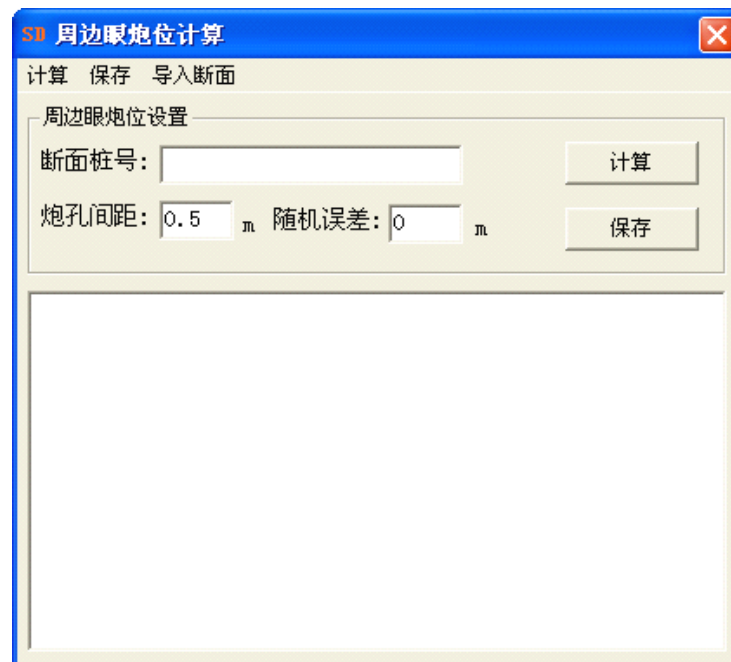 SD 周边眼炮位计算
计算 保存 导入断面
周边眼炮位设置
断面桩号: 计算
炮孔间距: 0.5 m 随机误差: 0 m 保存